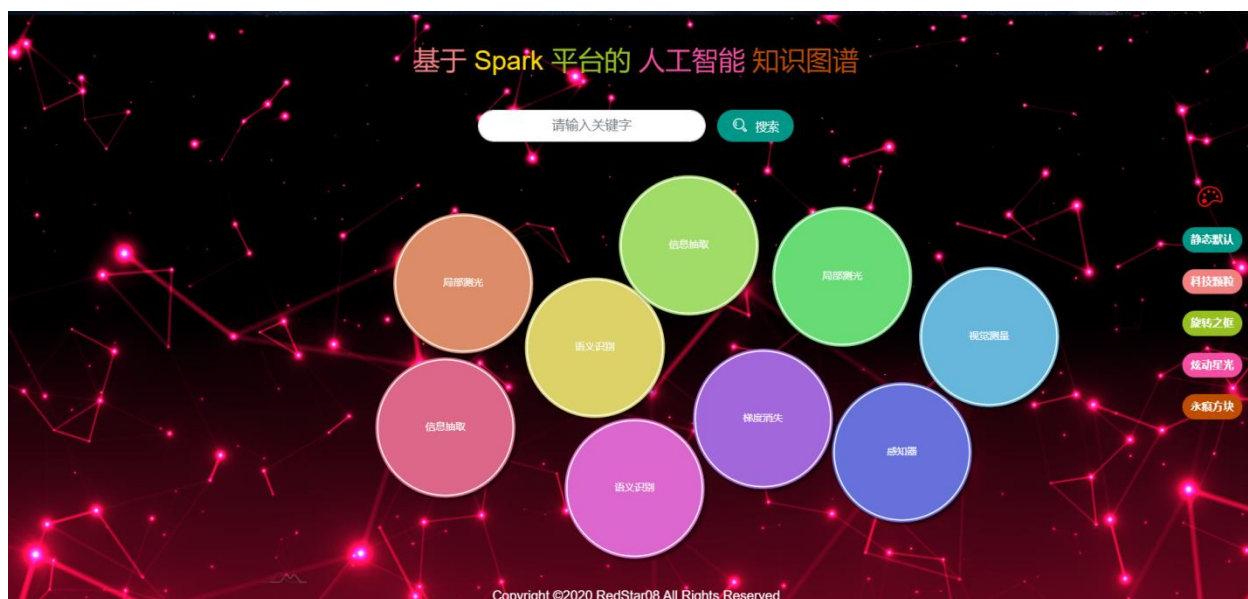 基于 Spark 平台的 人工智能 知识图谱
请输入关键字
搜索
信息抽取
局部测光
局部测光
视觉测量
语义识别
梯度消失
信息抽取
感知器
语义识别
静态默认
科技颗粒
旋转之框
炫动星光
永痕方块
Copyright ©2020 RedStar08 All Rights Reserved